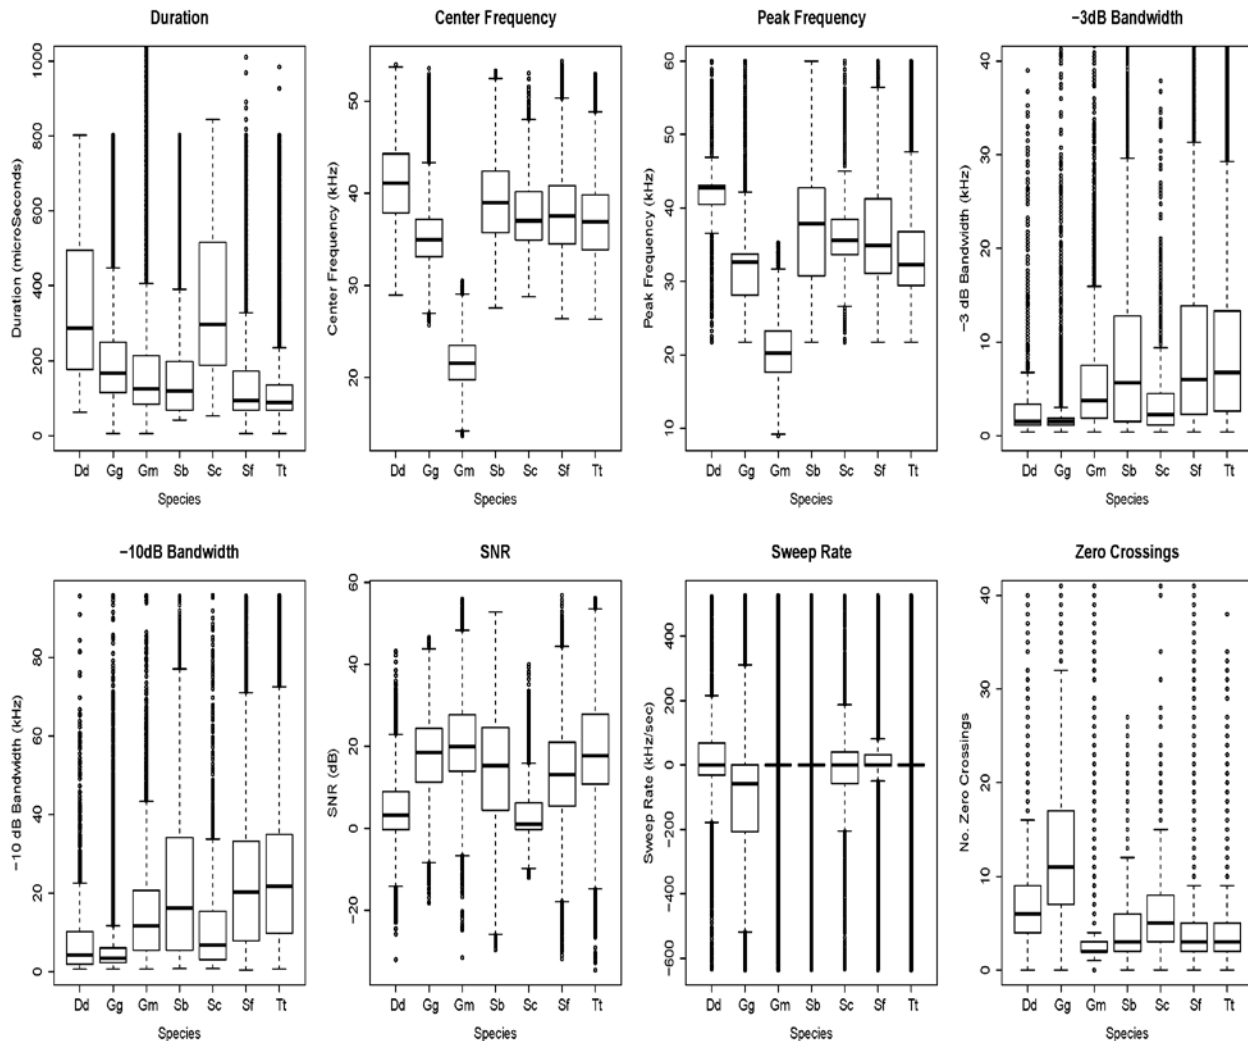 Duration
Center Frequency
Peak Frequency
−3dB Bandwidth
Duration (microSeconds)
0
200
400
600
800
1000
Dd Gg Gm Sb Sc Sf Tt
Species
Center Frequency (kHz)
20
30
40
50
Dd Gg Gm Sb Sc Sf Tt
Species
Peak Frequency (kHz)
10
20
30
40
50
60
Dd Gg Gm Sb Sc Sf Tt
Species
−3 dB Bandwidth (kHz)
0
10
20
30
40
Dd Gg Gm Sb Sc Sf Tt
Species
−10dB Bandwidth
SNR
Sweep Rate
Zero Crossings
−10 dB Bandwidth (kHz)
0
20
40
60
80
Dd Gg Gm Sb Sc Sf Tt
Species
SNR (dB)
−20
0
20
40
60
Dd Gg Gm Sb Sc Sf Tt
Species
Sweep Rate (kHz/sec)
−600
−400
−200
0
200
400
Dd Gg Gm Sb Sc Sf Tt
Species
No. Zero Crossings
0
10
20
30
40
Dd Gg Gm Sb Sc Sf Tt
Species